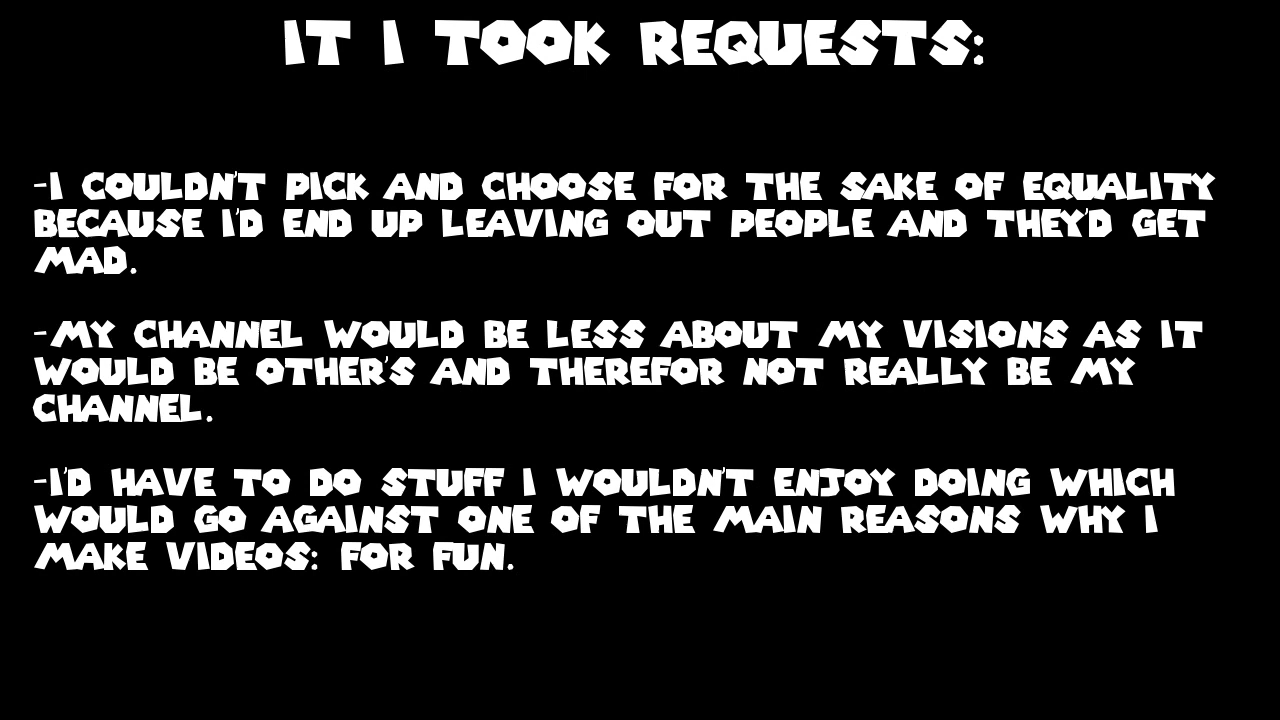 IT I TOOK REQUESTS:
-I COULDN'T PICK AND CHOOSE FOR THE SAKE OF EQUALITY
BECAUSE I'D END UP LEAVING OUT PEOPLE AND THEY'D GET
MAD.
-MY CHANNEL WOULD BE LESS ABOUT MY VISIONS AS IT
WOULD BE OTHER'S AND THEREFOR NOT REALLY BE MY
CHANNEL.
-I'D HAVE TO DO STUFF I WOULDN'T ENJOY DOING WHICH
WOULD GO AGAINST ONE OF THE MAIN REASONS WHY I
MAKE VIDEOS: FOR FUN.